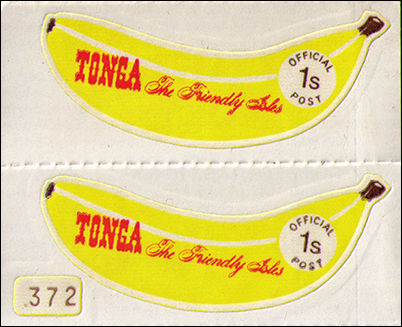 TONGA The Friendly Isles
OFFICIAL
1s
POST
TONGA The Friendly Isles
OFFICIAL
1s
POST
372